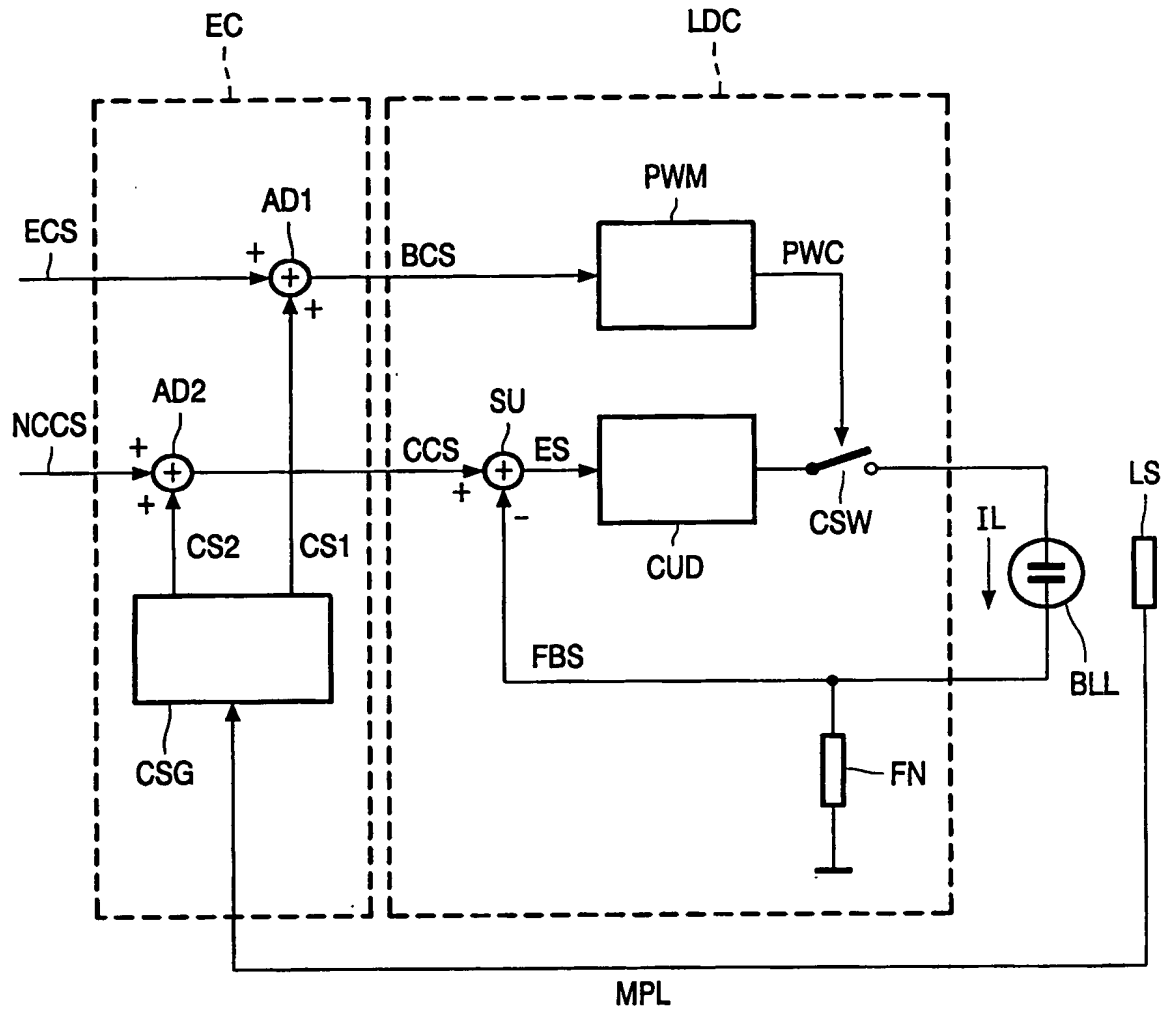 EC
LDC
AD1
PWM
ECS
+
+
BCS
PWC
AD2
SU
NCCS
+
+
CCS
+
ES
-
CSW
LS
CS2
CS1
CUD
IL
FBS
BLL
CSG
FN
MPL